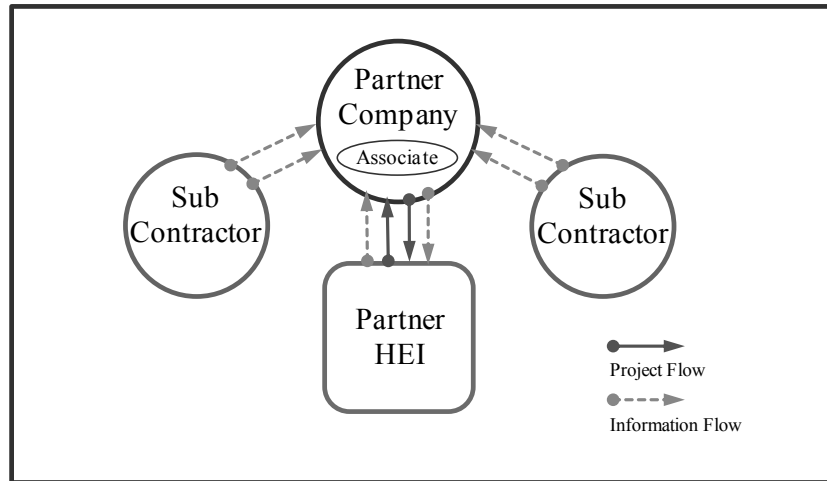 Partner
Company
Associate
Sub
Contractor
Sub
Contractor
Partner
HEI
Project Flow
Information Flow